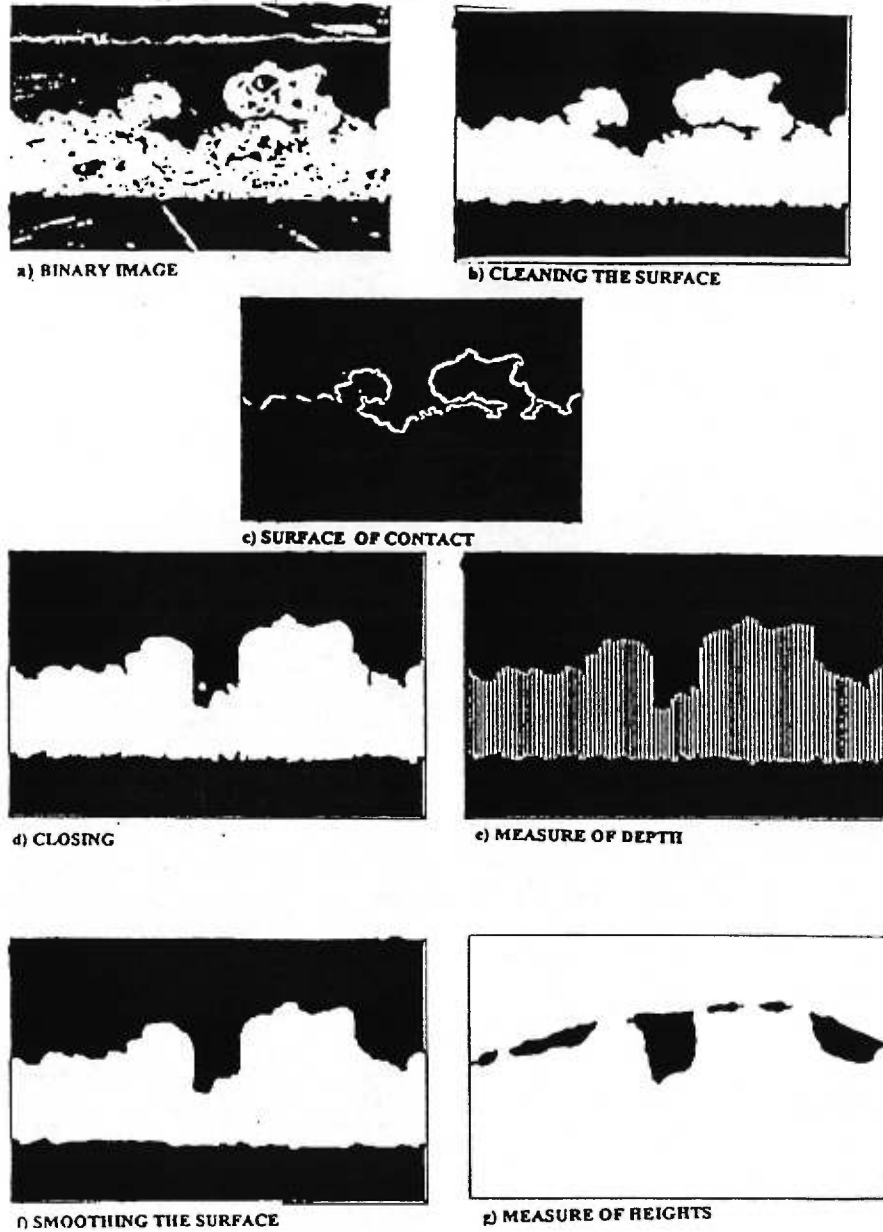 a) BINARY IMAGE
b) CLEANING THE SURFACE
c) SURFACE OF CONTACT
d) CLOSING
e) MEASURE OF DEPTH
f) SMOOTHING THE SURFACE
g) MEASURE OF HEIGHTS